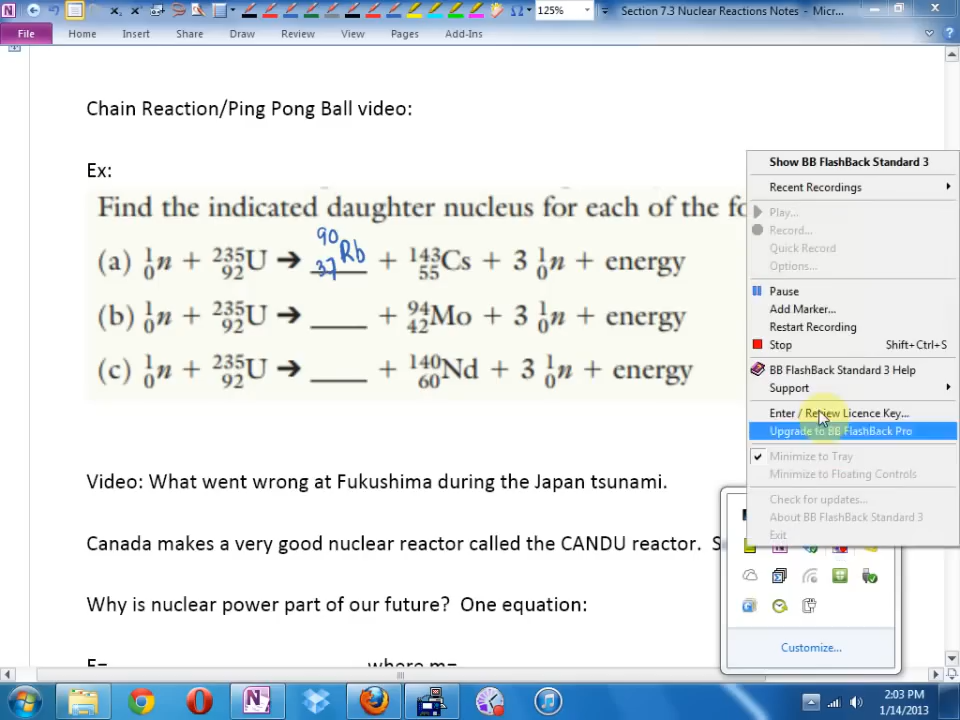 125%
Section 7.3 Nuclear Reactions Notes - Micr...
File Home Insert Share Draw Review View Pages Add-Ins
Chain Reaction/Ping Pong Ball video:
Ex:
Find the indicated daughter nucleus for each of the fo
(a) ¹₀n + ²³⁵₉₂U ➔ ⁹⁰₃₇Rb + ¹⁴³₅₅Cs + 3 ¹₀n + energy
(b) ¹₀n + ²³⁵₉₂U ➔ ____ + ⁹⁴₄₂Mo + 3 ¹₀n + energy
(c) ¹₀n + ²³⁵₉₂U ➔ ____ + ¹⁴⁰₆₀Nd + 3 ¹₀n + energy
Video: What went wrong at Fukushima during the Japan tsunami.
Canada makes a very good nuclear reactor called the CANDU reactor. S
Why is nuclear power part of our future? One equation:
E=____ where m=
Show BB FlashBack Standard 3
Recent Recordings
Play...
Record...
Quick Record
Options...
Pause
Add Marker...
Restart Recording
Stop Shift+Ctrl+S
BB FlashBack Standard 3 Help
Support
Enter / Review Licence Key...
Upgrade to BB FlashBack Pro
Minimize to Tray
Minimize to Floating Controls
Check for updates...
About BB FlashBack Standard 3
Exit
Customize...
2:03 PM
1/14/2013